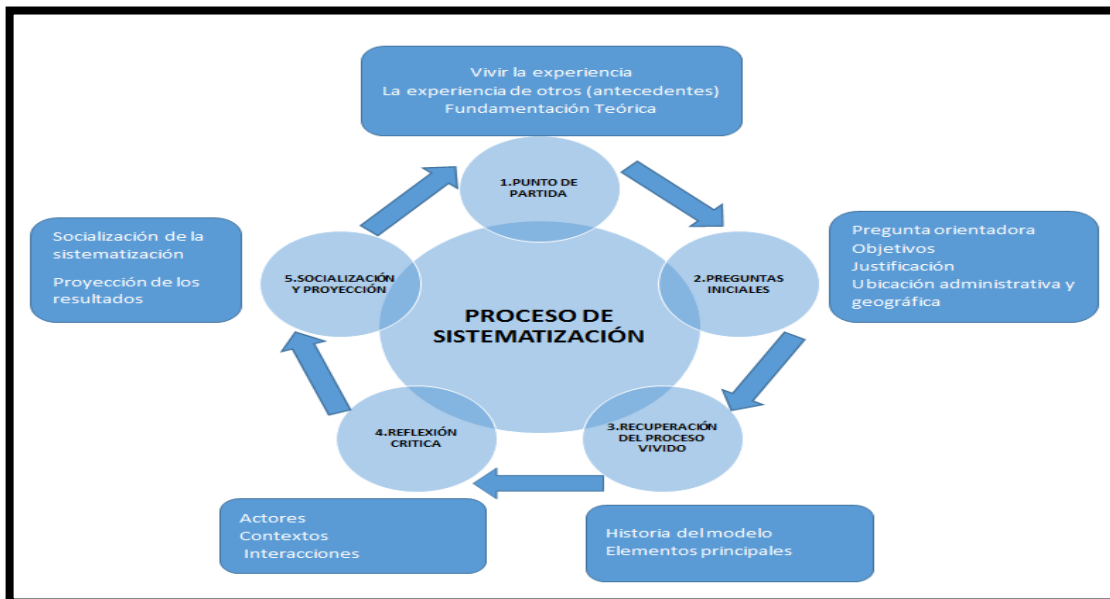 Vivir la experiencia
La experiencia de otros (antecedentes)
Fundamentación Teórica
1.PUNTO DE
PARTIDA
Pregunta orientadora
Objetivos
Justificación
Ubicación administrativa y
geográfica
2.PREGUNTAS
INICIALES
Socialización de la
sistematización
Proyección de los
resultados
5.SOCIALIZACIÓN
Y PROYECCIÓN
PROCESO DE
SISTEMATIZACIÓN
4.REFLEXIÓN
CRITICA
3.RECUPERACIÓN
DEL PROCESO
VIVIDO
Actores
Contextos
Interacciones
Historia del modelo
Elementos principales